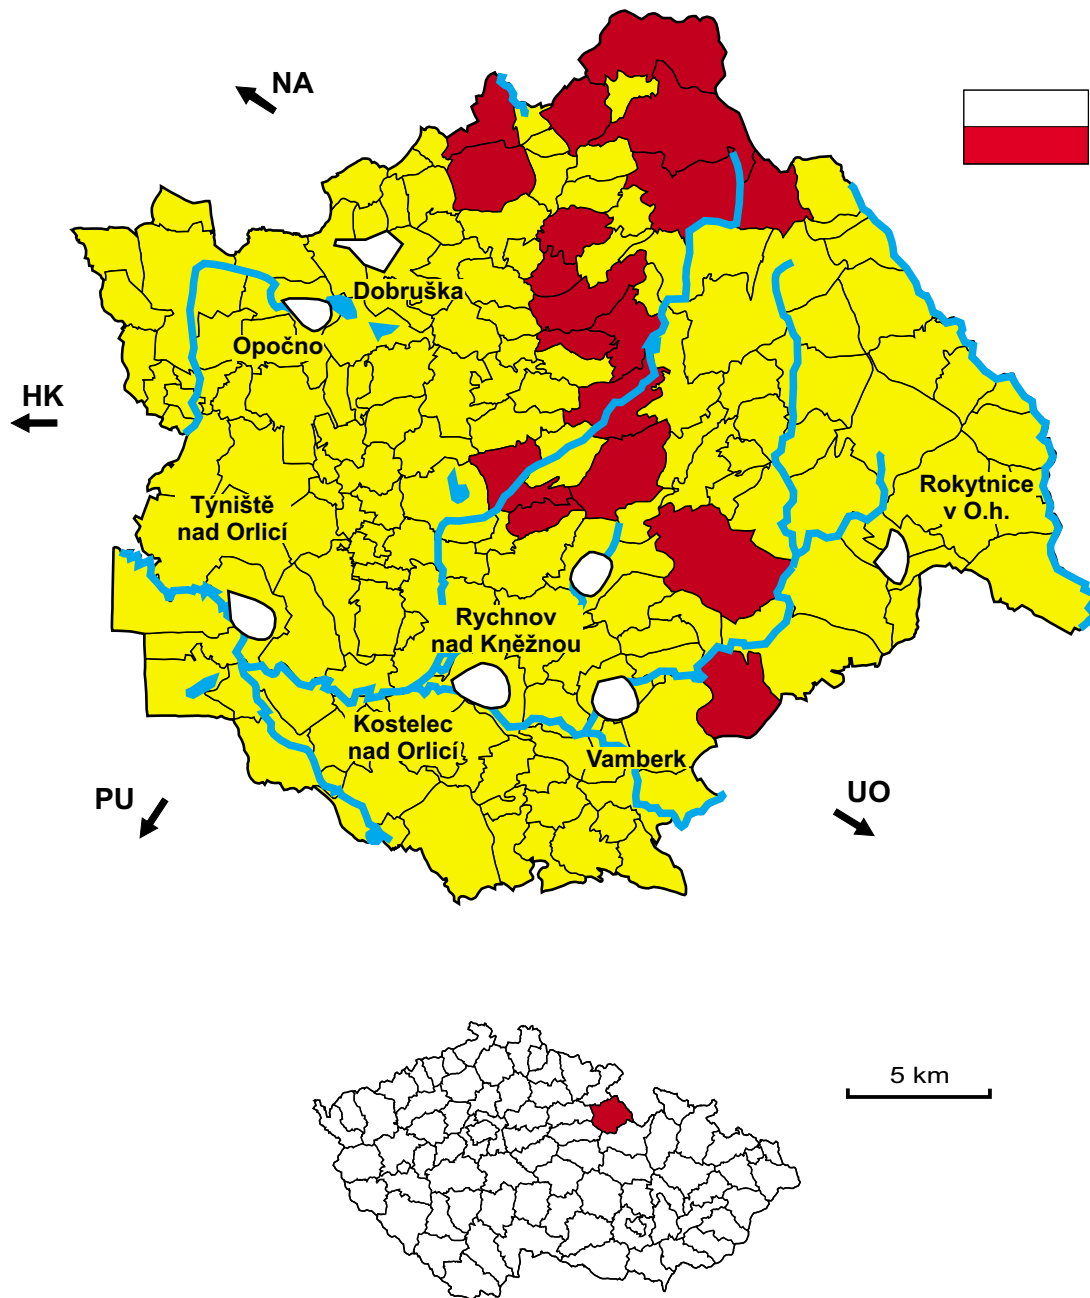 NA
Dobruška
Opočno
HK
Týniště
nad Orlicí
Rokytnice
v O.h.
Rychnov
nad Kněžnou
Kostelec
nad Orlicí
Vamberk
PU
UO
5 km